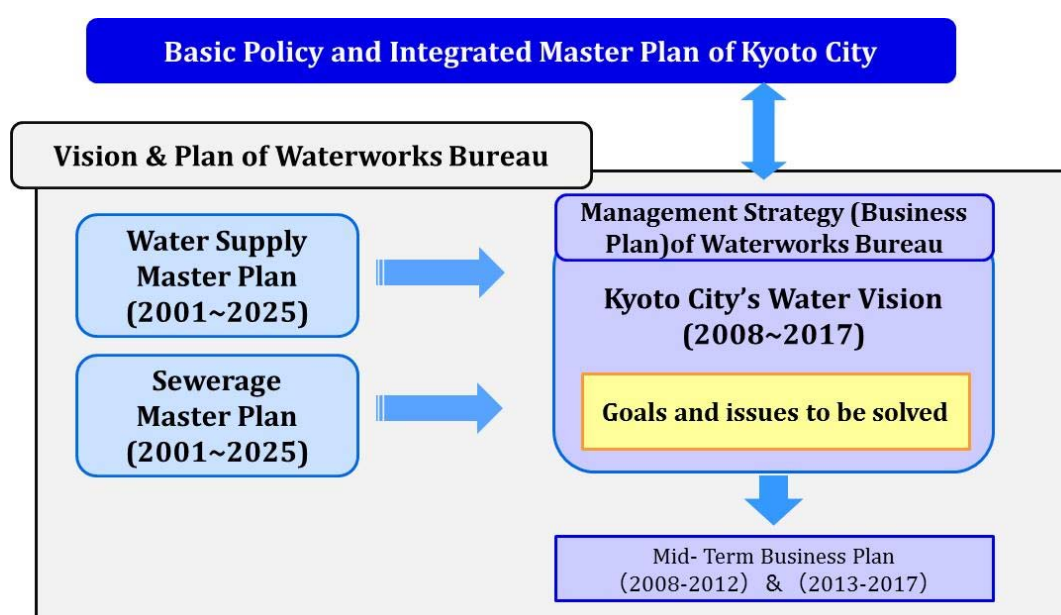 Basic Policy and Integrated Master Plan of Kyoto City
Vision & Plan of Waterworks Bureau
Water Supply
Master Plan
(2001~2025)
Sewerage
Master Plan
(2001~2025)
Management Strategy (Business
Plan)of Waterworks Bureau
Kyoto City’s Water Vision
(2008~2017)
Goals and issues to be solved
Mid- Term Business Plan
（2008-2012） & （2013-2017）